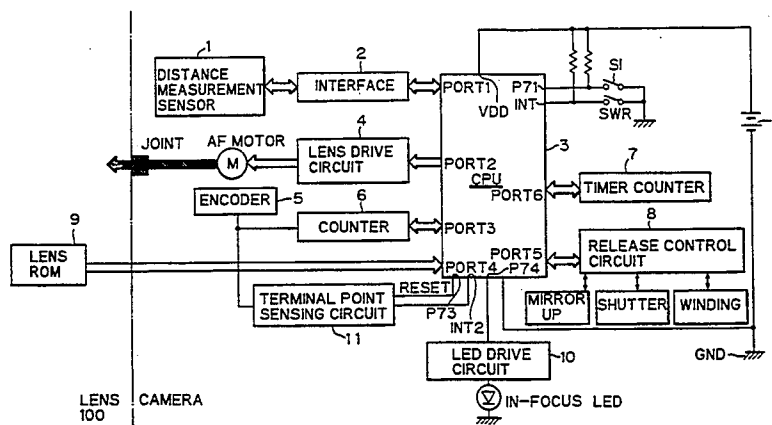 1
DISTANCE
MEASUREMENT
SENSOR
2
INTERFACE
PORT1
VDD
P71
INT
SI
SWR
JOINT
AF MOTOR
M
4
LENS DRIVE
CIRCUIT
PORT2
CPU
3
PORT6
7
TIMER COUNTER
ENCODER
5
6
COUNTER
PORT3
8
PORT5
RELEASE CONTROL
CIRCUIT
9
LENS
ROM
PORT4
P74
RESET
TERMINAL POINT
SENSING CIRCUIT
11
P73
INT2
MIRROR
UP
SHUTTER
WINDING
LED DRIVE
CIRCUIT
10
GND
IN-FOCUS LED
LENS
100
CAMERA